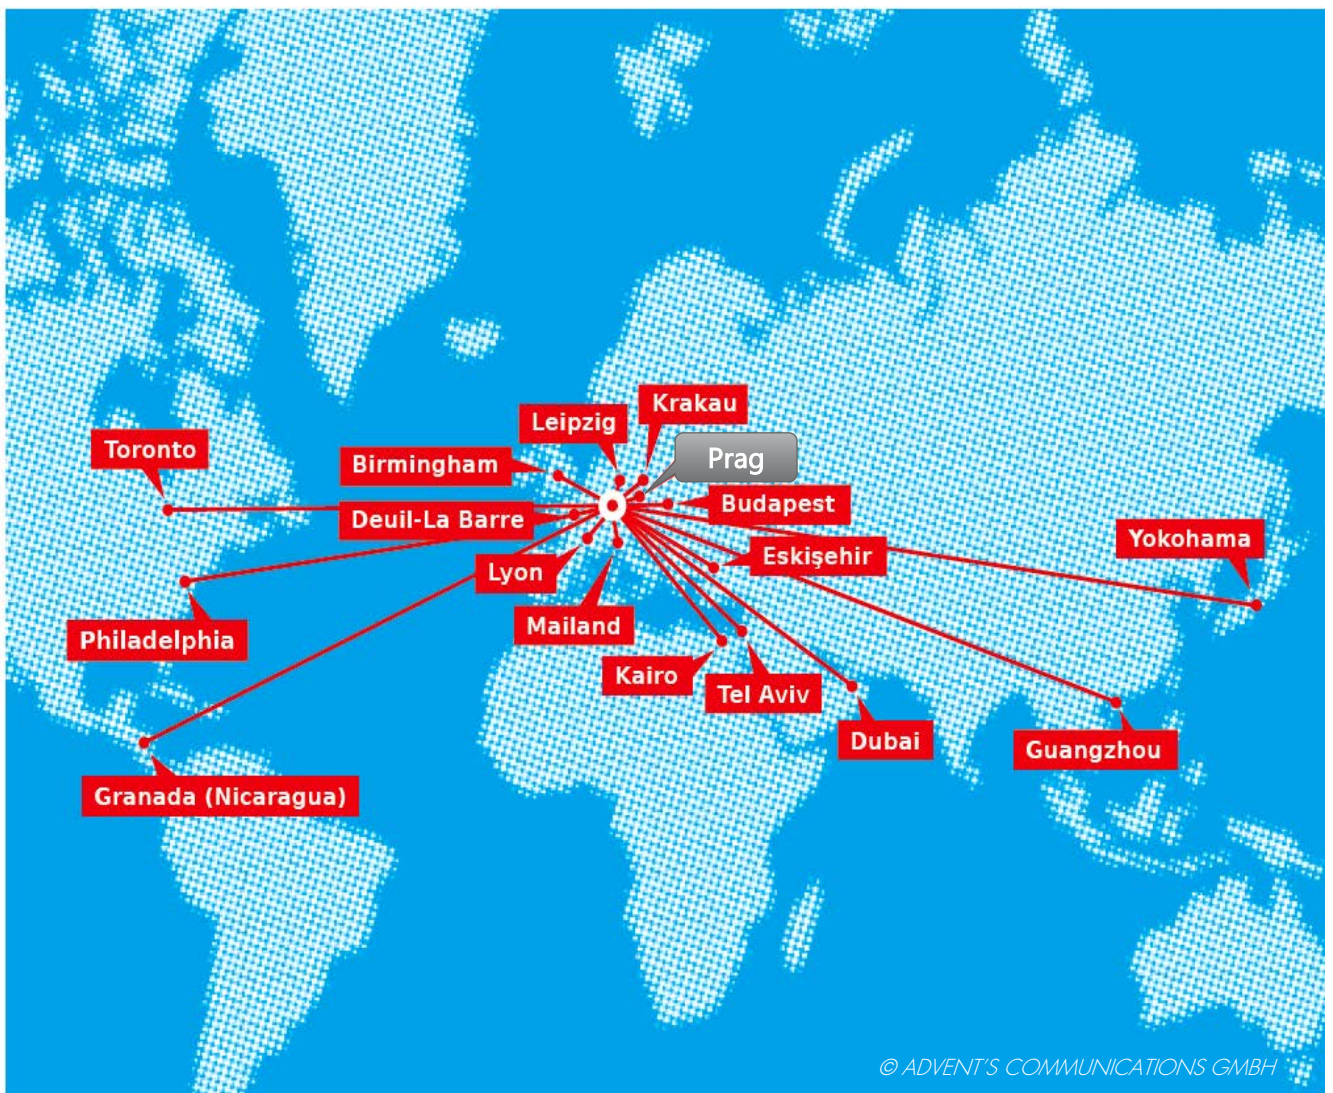 Krakau
Leipzig
Toronto
Birmingham
Prag
Budapest
Deuil-La Barre
Yokohama
Eskişehir
Lyon
Mailand
Philadelphia
Kairo
Tel Aviv
Dubai
Guangzhou
Granada (Nicaragua)
© ADVENT'S COMMUNICATIONS GMBH